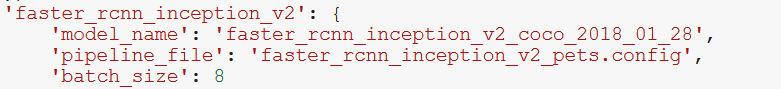 'faster_rcnn_inception_v2': {
    'model_name': 'faster_rcnn_inception_v2_coco_2018_01_28',
    'pipeline_file': 'faster_rcnn_inception_v2_pets.config',
    'batch_size': 8